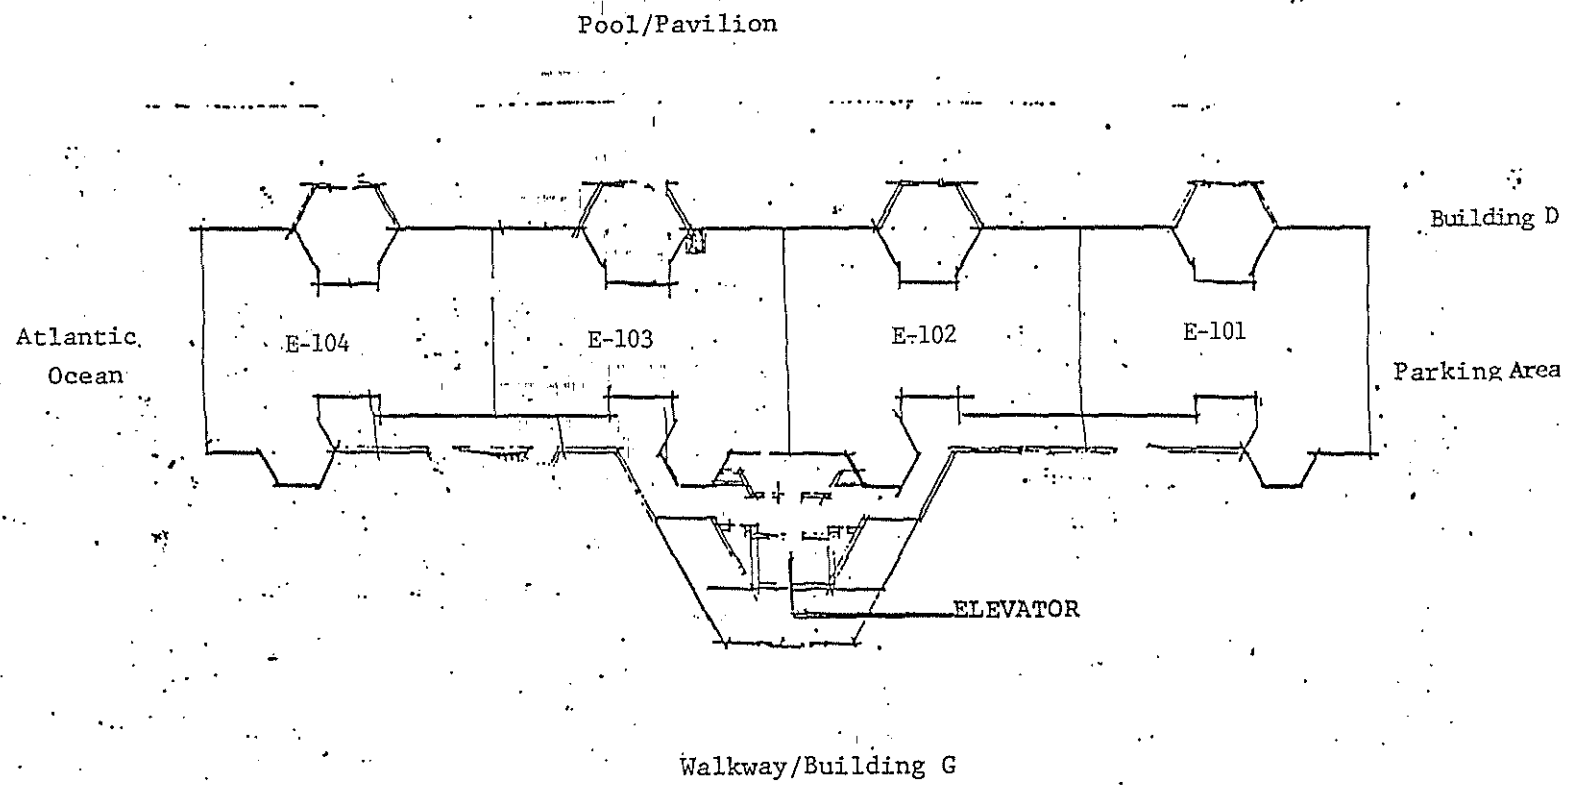 Pool/Pavilion
Building D
Atlantic
Ocean
E-104
E-103
E-102
E-101
Parking Area
ELEVATOR
Walkway/Building G